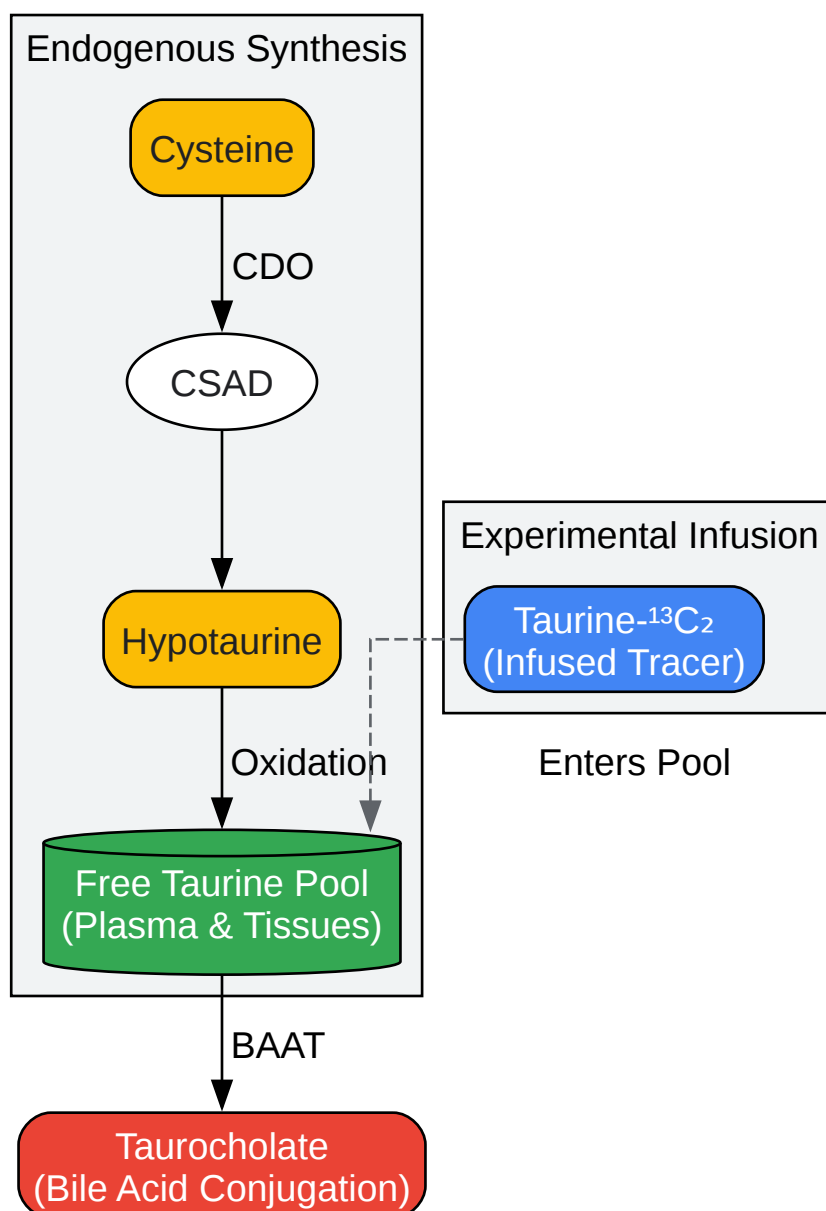 Endogenous Synthesis
Cysteine
CDO
CSAD
Experimental Infusion
Taurine-¹³C₂
(Infused Tracer)
Hypotaurine
Oxidation
Enters Pool
Free Taurine Pool
(Plasma & Tissues)
BAAT
Taurocholate
(Bile Acid Conjugation)